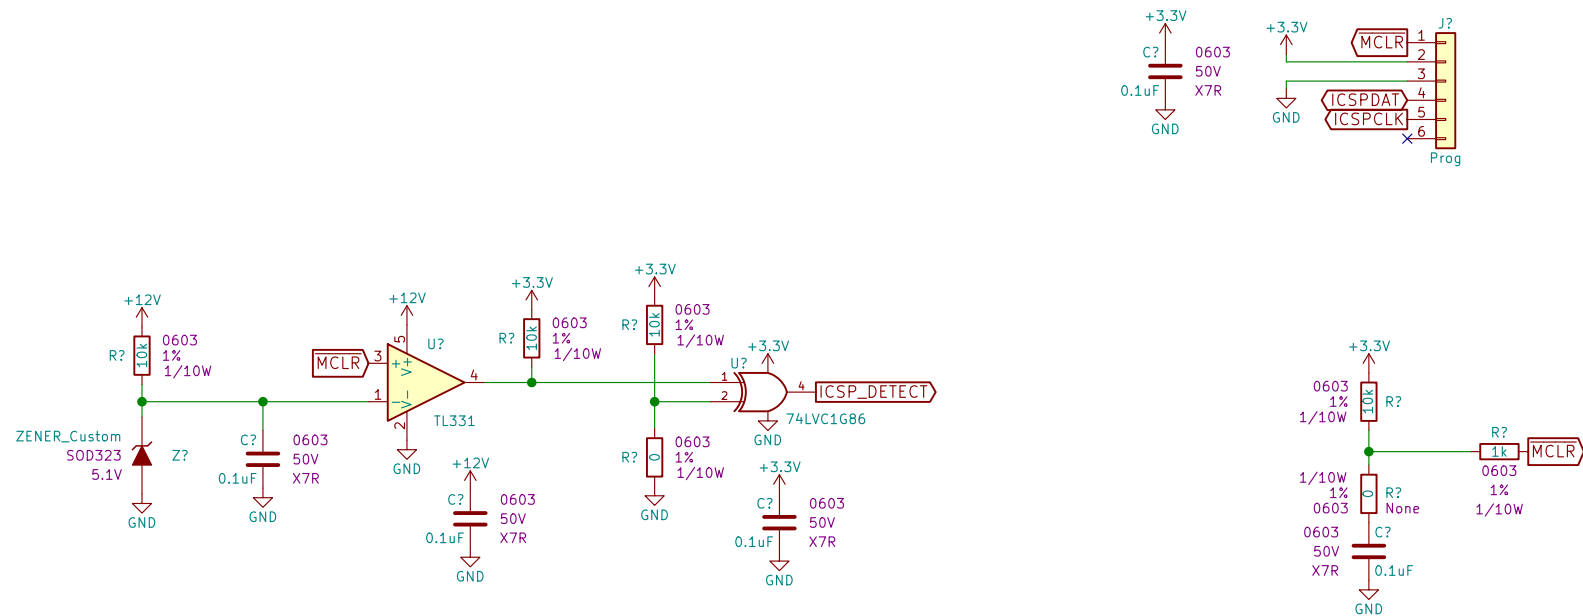 +3.3V
C?
0.1uF
0603
50V
X7R
GND
+3.3V
GND
J?
MCLR 1
2
3
ICSPDAT 4
ICSPCLK 5
6
Prog
+12V
R?
10k
0603
1%
1/10W
ZENER_Custom
SOD323
5.1V
Z?
GND
C?
0.1uF
0603
50V
X7R
GND
+12V
U?
MCLR
3
1
5
2
4
+
-
V+
V-
TL331
GND
+12V
C?
0.1uF
0603
50V
X7R
GND
+3.3V
R?
10k
0603
1%
1/10W
+3.3V
R?
10k
0603
1%
1/10W
R?
0
0603
1%
1/10W
GND
U?
+3.3V
1
2
4
ICSP_DETECT
74LVC1G86
GND
+3.3V
C?
0.1uF
0603
50V
X7R
GND
+3.3V
0603
1%
1/10W
10k
R?
R?
1k
MCLR
0603
1%
1/10W
1/10W
1%
0603
0
R?
None
0603
50V
X7R
C?
0.1uF
GND